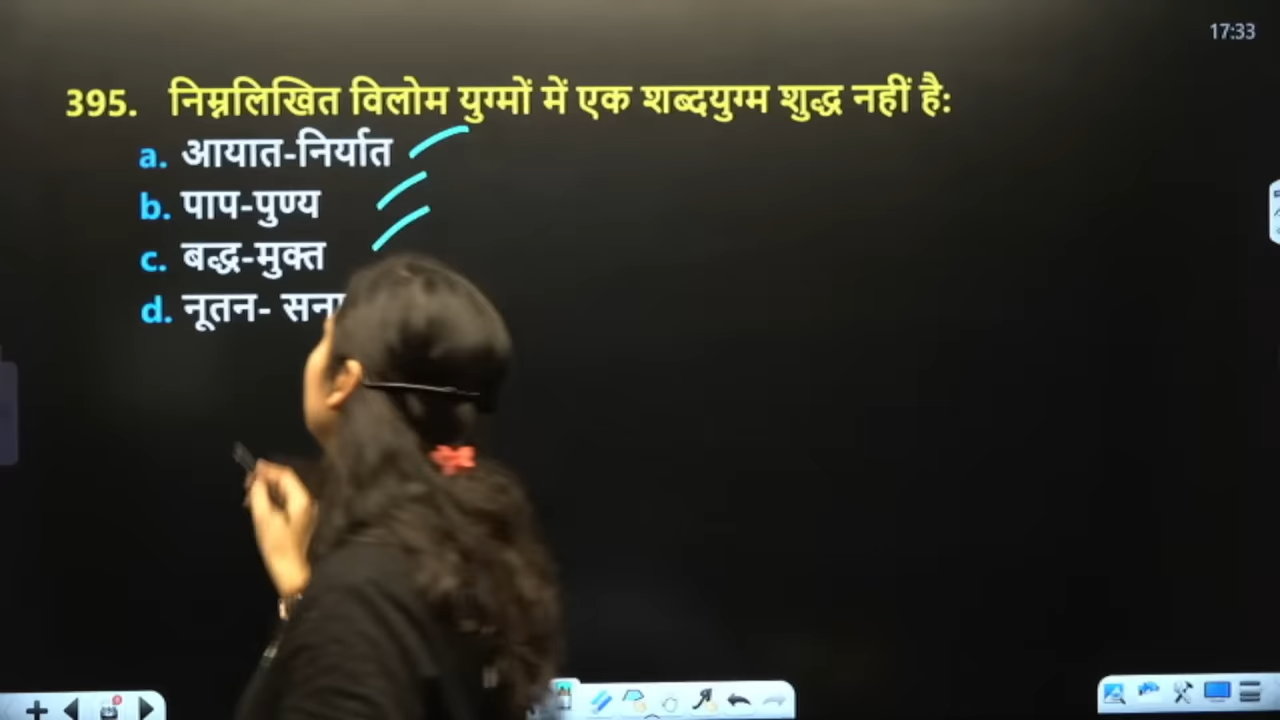 17:33
395. निम्नलिखित विलोम युग्मों में एक शब्दयुग्म शुद्ध नहीं है:
a. आयात-निर्यात
b. पाप-पुण्य
c. बद्ध-मुक्त
d. नूतन-